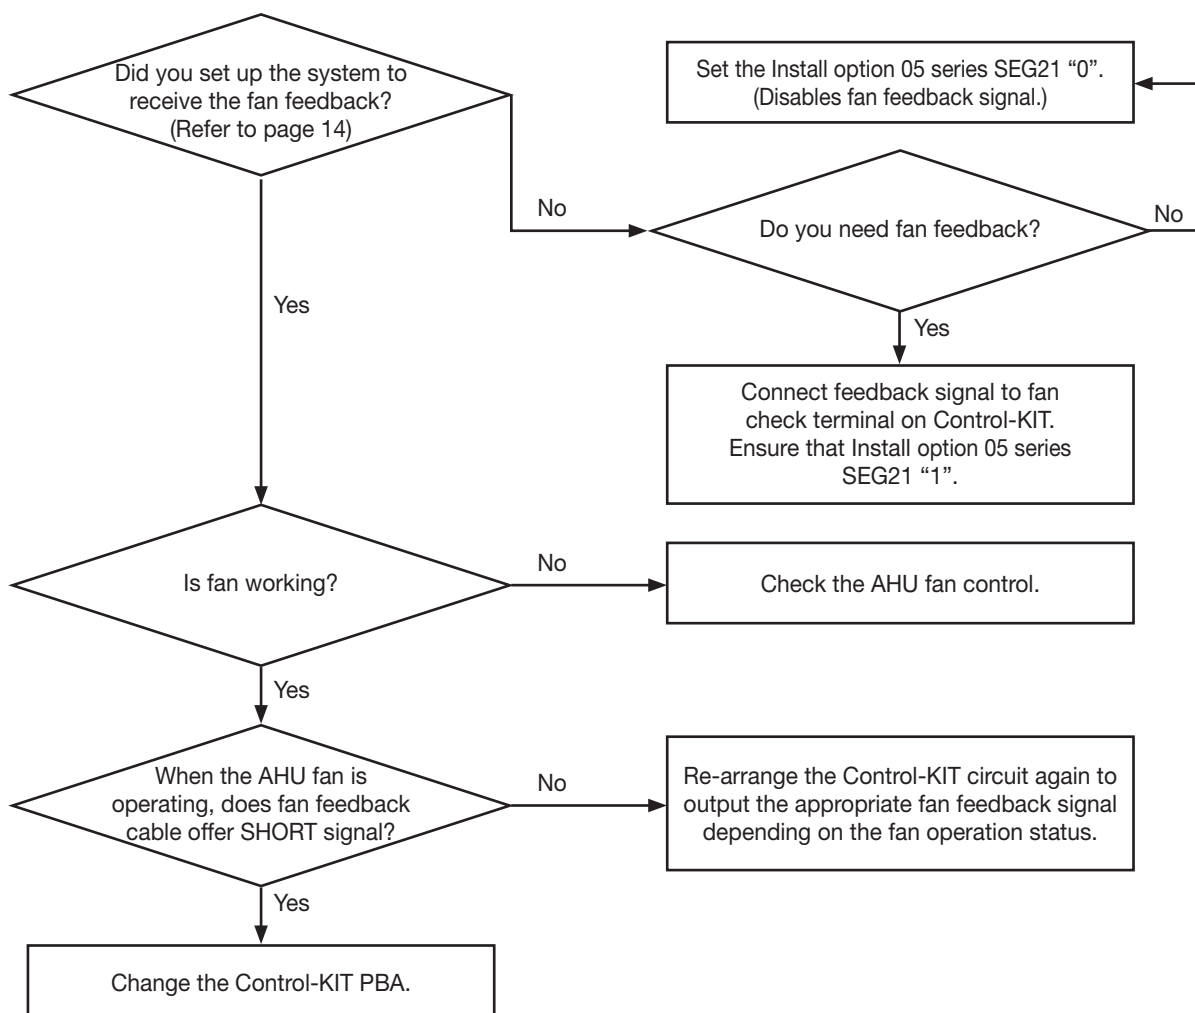 Did you set up the system to
receive the fan feedback?
(Refer to page 14)
Set the Install option 05 series SEG21 “0”.
(Disables fan feedback signal.)
No
Do you need fan feedback?
No
Yes
Yes
Connect feedback signal to fan
check terminal on Control-KIT.
Ensure that Install option 05 series
SEG21 “1”.
Is fan working?
No
Check the AHU fan control.
Yes
When the AHU fan is
operating, does fan feedback
cable offer SHORT signal?
No
Re-arrange the Control-KIT circuit again to
output the appropriate fan feedback signal
depending on the fan operation status.
Yes
Change the Control-KIT PBA.